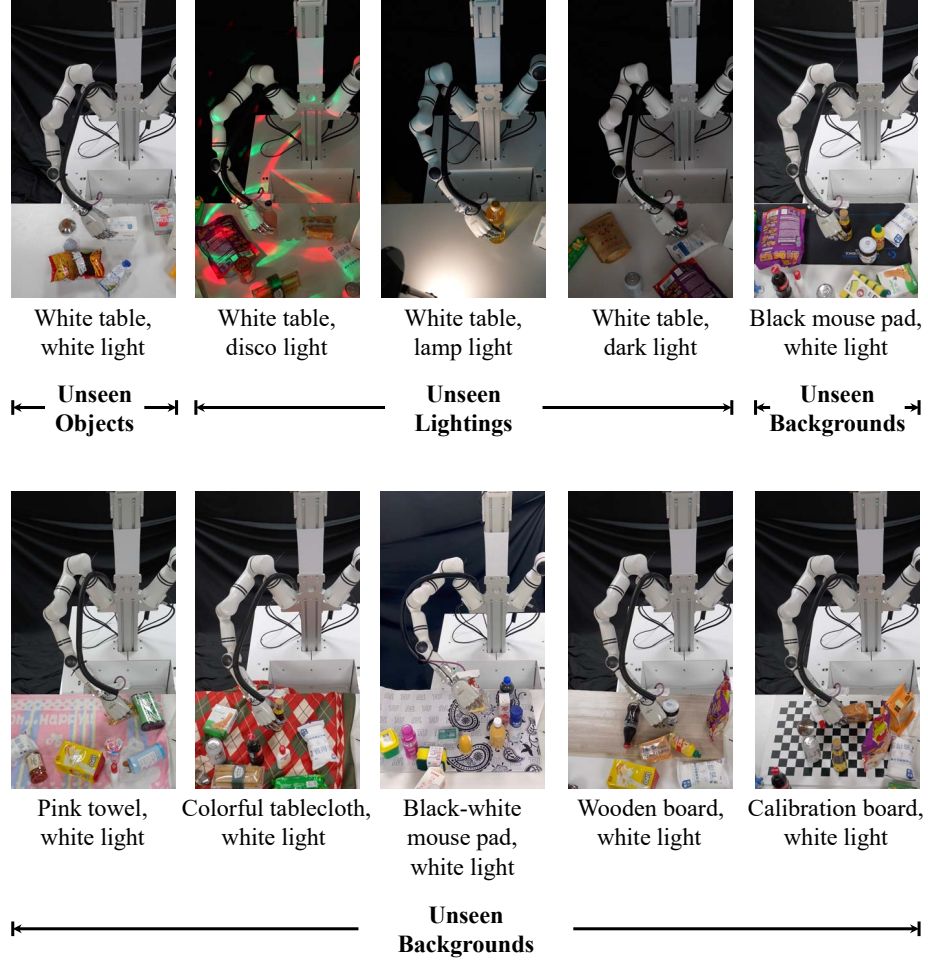 White table,
white light
White table,
disco light
White table,
lamp light
White table,
dark light
Black mouse pad,
white light
Unseen
Objects
Unseen
Lightings
Unseen
Backgrounds
HAPPY!
Pink towel,
white light
Colorful tablecloth,
white light
Black-white
mouse pad,
white light
Wooden board,
white light
Calibration board,
white light
Unseen
Backgrounds